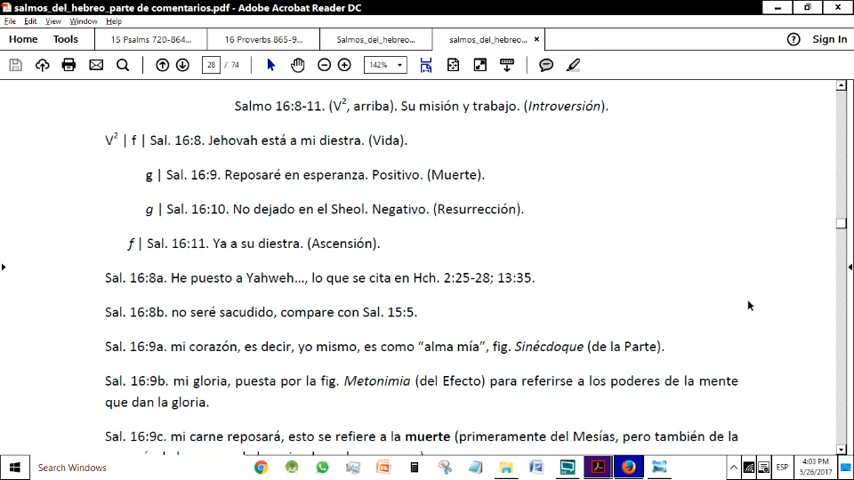 salmos_del_hebreo_parte de comentarios.pdf - Adobe Acrobat Reader DC
File Edit View Window Help
Home Tools 15 Psalms 720-864... 16 Proverbs 865-9... Salmos_del_hebreo... salmos_del_hebreo... × ? Sign In
28 / 74 142%
Salmo 16:8-11. (V², arriba). Su misión y trabajo. (Introversión).
V² | f | Sal. 16:8. Jehovah está a mi diestra. (Vida).
g | Sal. 16:9. Reposaré en esperanza. Positivo. (Muerte).
g | Sal. 16:10. No dejado en el Sheol. Negativo. (Resurrección).
f | Sal. 16:11. Ya a su diestra. (Ascensión).
Sal. 16:8a. He puesto a Yahweh..., lo que se cita en Hch. 2:25-28; 13:35.
Sal. 16:8b. no seré sacudido, compare con Sal. 15:5.
Sal. 16:9a. mi corazón, es decir, yo mismo, es como “alma mía”, fig. Sinécdoque (de la Parte).
Sal. 16:9b. mi gloria, puesta por la fig. Metonimia (del Efecto) para referirse a los poderes de la mente
que dan la gloria.
Sal. 16:9c. mi carne reposará, esto se refiere a la muerte (primeramente del Mesías, pero también de la
Search Windows
ESP
4:03 PM
5/26/2017